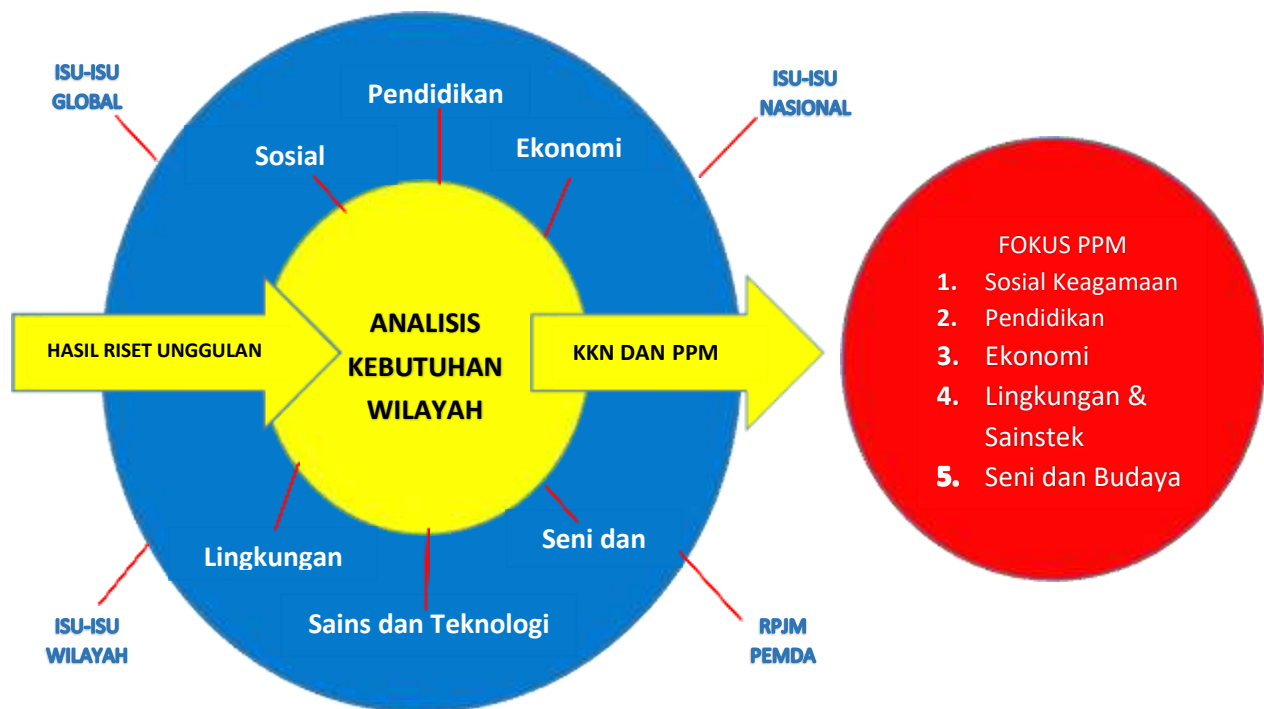 ISU-ISU
GLOBAL
Pendidikan
ISU-ISU
NASIONAL
Sosial
Ekonomi
HASIL RISET UNGGULAN
ANALISIS
KEBUTUHAN
WILAYAH
KKN DAN PPM
FOKUS PPM
1. Sosial Keagamaan
2. Pendidikan
3. Ekonomi
4. Lingkungan &
Sainstek
5. Seni dan Budaya
Lingkungan
Seni dan
Sains dan Teknologi
ISU-ISU
WILAYAH
RPJM
PEMDA